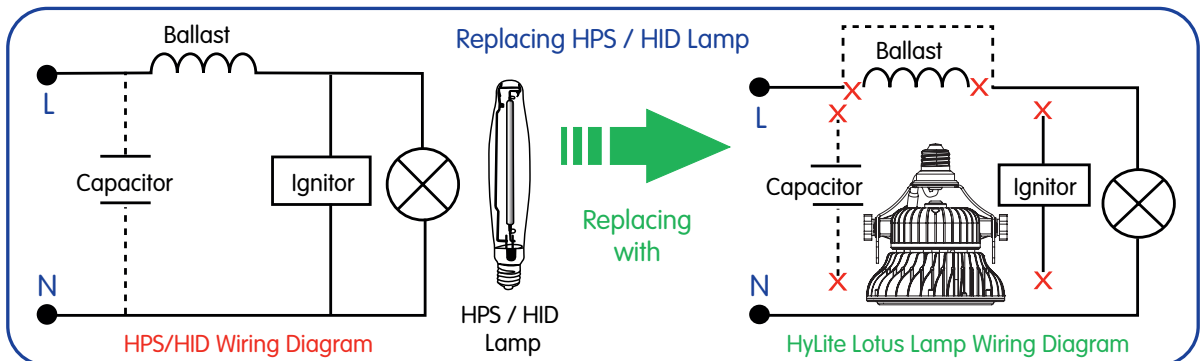 Replacing HPS / HID Lamp
Ballast
L
Capacitor
Ignitor
N
HPS/HID Wiring Diagram
HPS / HID
Lamp
Replacing
with
Ballast
L
Capacitor
Ignitor
N
HyLite Lotus Lamp Wiring Diagram